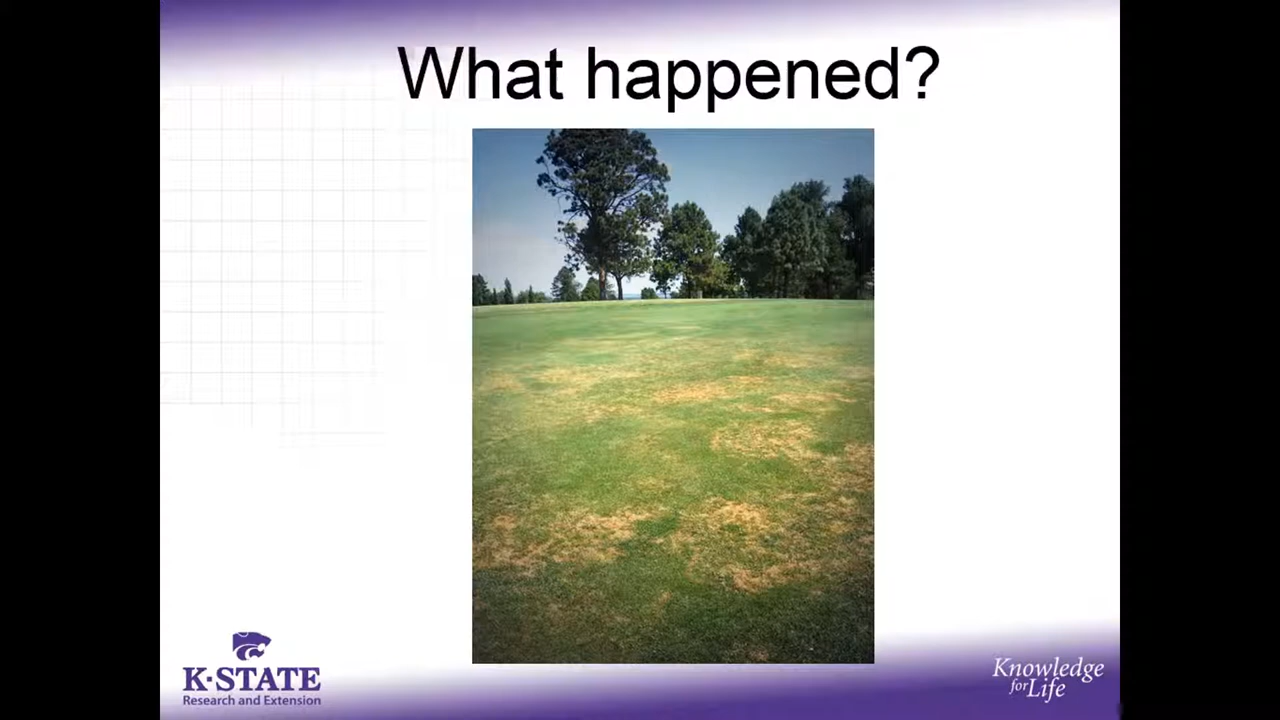 What happened?
K-STATE
Research and Extension
Knowledge
for Life